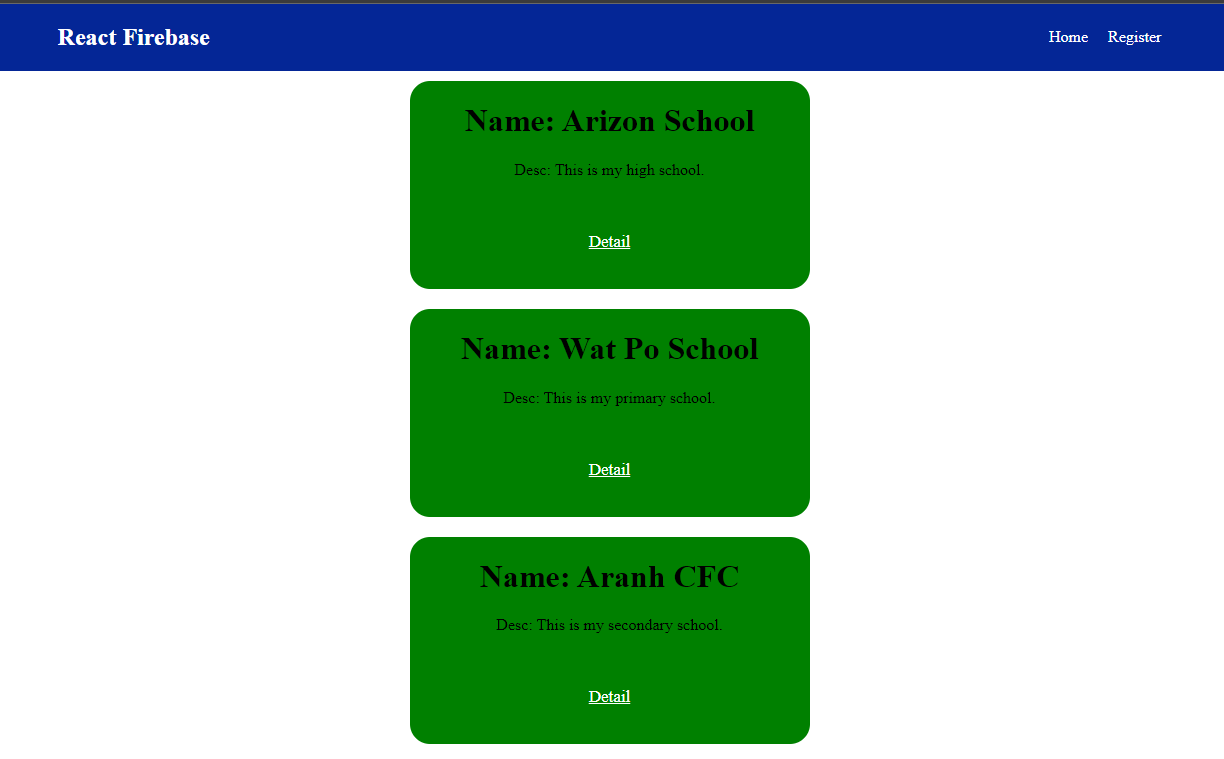 React Firebase
Home Register
Name: Arizon School
Desc: This is my high school.
Detail
Name: Wat Po School
Desc: This is my primary school.
Detail
Name: Aranh CFC
Desc: This is my secondary school.
Detail